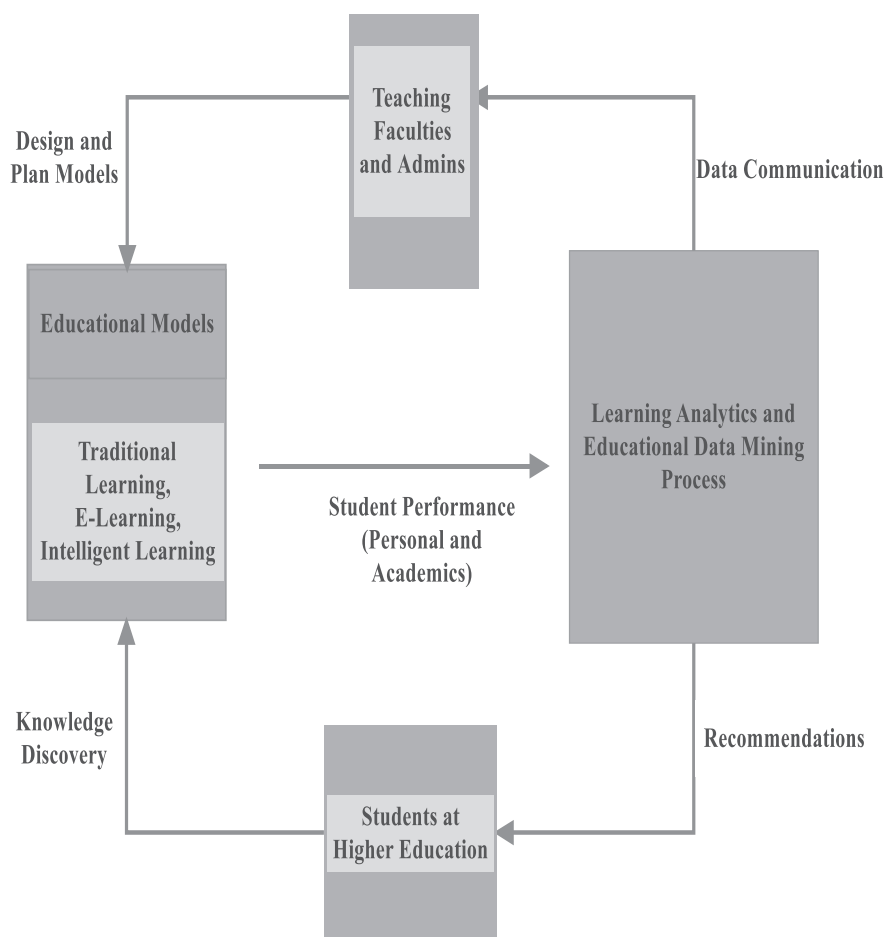 Teaching
Faculties
and Admins
Design and
Plan Models
Data Communication
Educational Models
Traditional
Learning,
E-Learning,
Intelligent Learning
Student Performance
(Personal and
Academics)
Learning Analytics and
Educational Data Mining
Process
Knowledge
Discovery
Recommendations
Students at
Higher Education